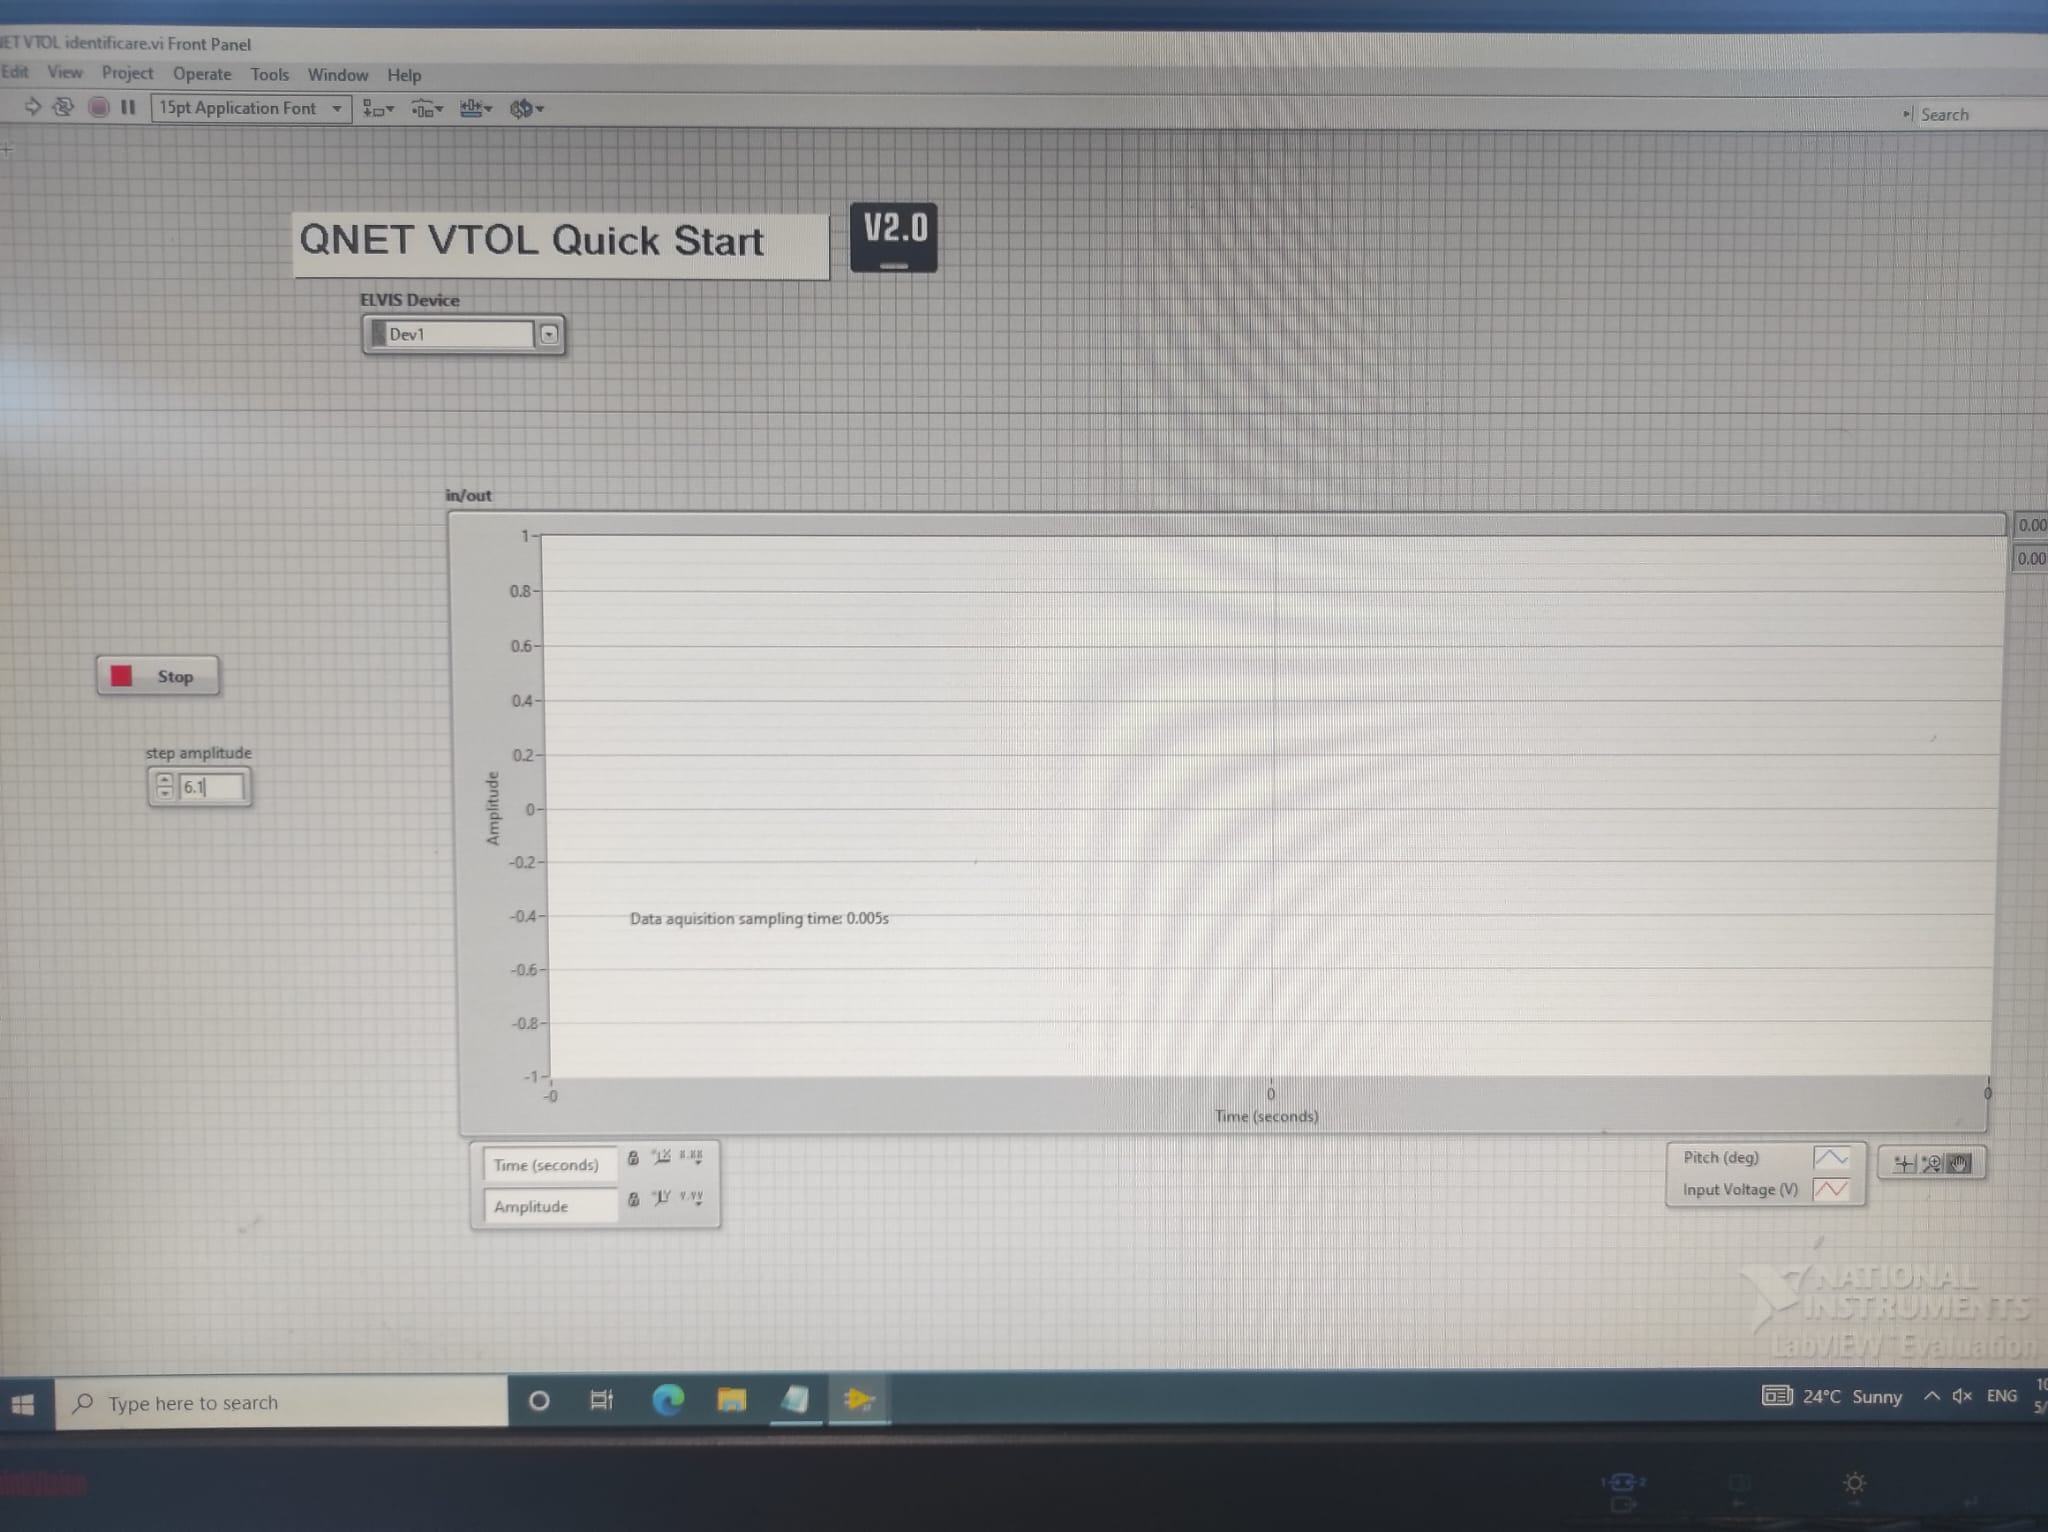 VTOL identificare.vi Front Panel
Edit View Project Operate Tools Window Help
15pt Application Font
Search
QNET VTOL Quick Start
V2.0
ELVIS Device
Dev1
in/out
1
0.8
0.6
0.4
0.2
0
-0.2
-0.4
-0.6
-0.8
-1
Amplitude
0.00
0.00
Stop
step amplitude
6.1
Data aquisition sampling time: 0.005s
-0 0 0
Time (seconds)
Time (seconds)
Amplitude
Pitch (deg)
Input Voltage (V)
NATIONAL
INSTRUMENTS
LabVIEW Evaluation
Type here to search
24°C Sunny
ENG